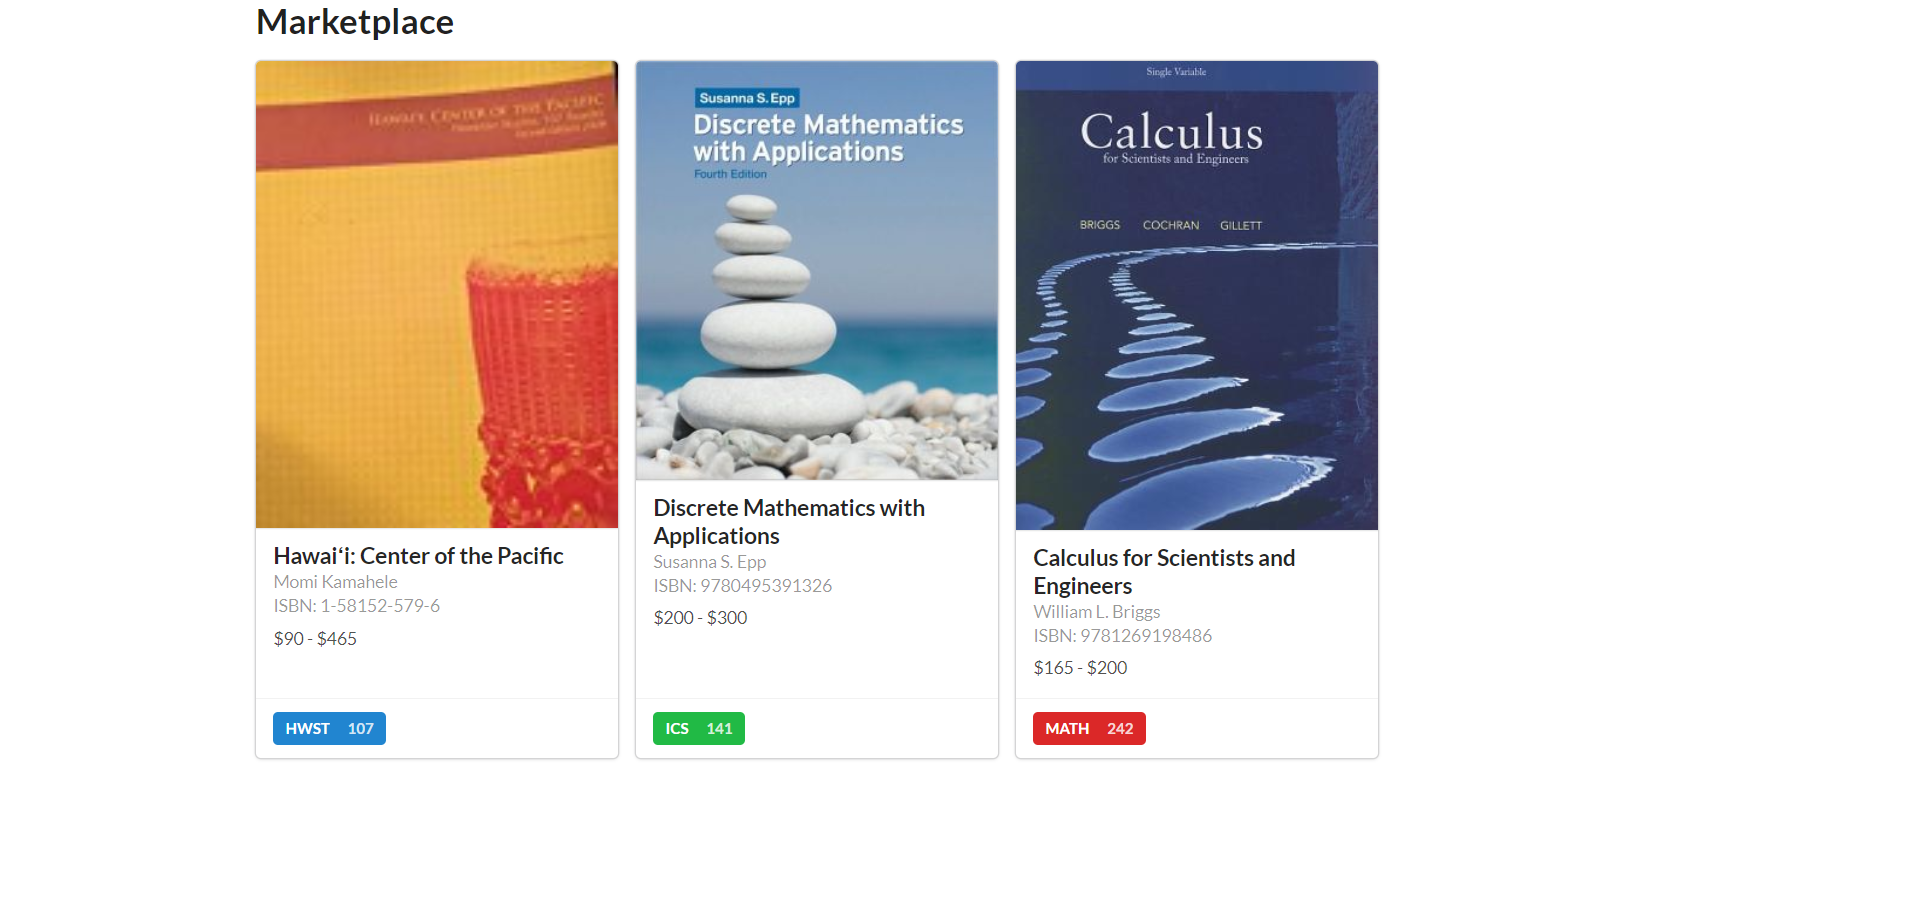 Marketplace
HAWAI'I: CENTER OF THE PACIFIC
Hawaiʻi: Center of the Pacific
Momi Kamahele
ISBN: 1-58152-579-6
$90 - $465
HWST 107
Susanna S. Epp
Discrete Mathematics
with Applications
Fourth Edition
Discrete Mathematics with
Applications
Susanna S. Epp
ISBN: 9780495391326
$200 - $300
ICS 141
Single Variable
Calculus
for Scientists and Engineers
BRIGGS COCHRAN GILLETT
Calculus for Scientists and
Engineers
William L. Briggs
ISBN: 9781269198486
$165 - $200
MATH 242